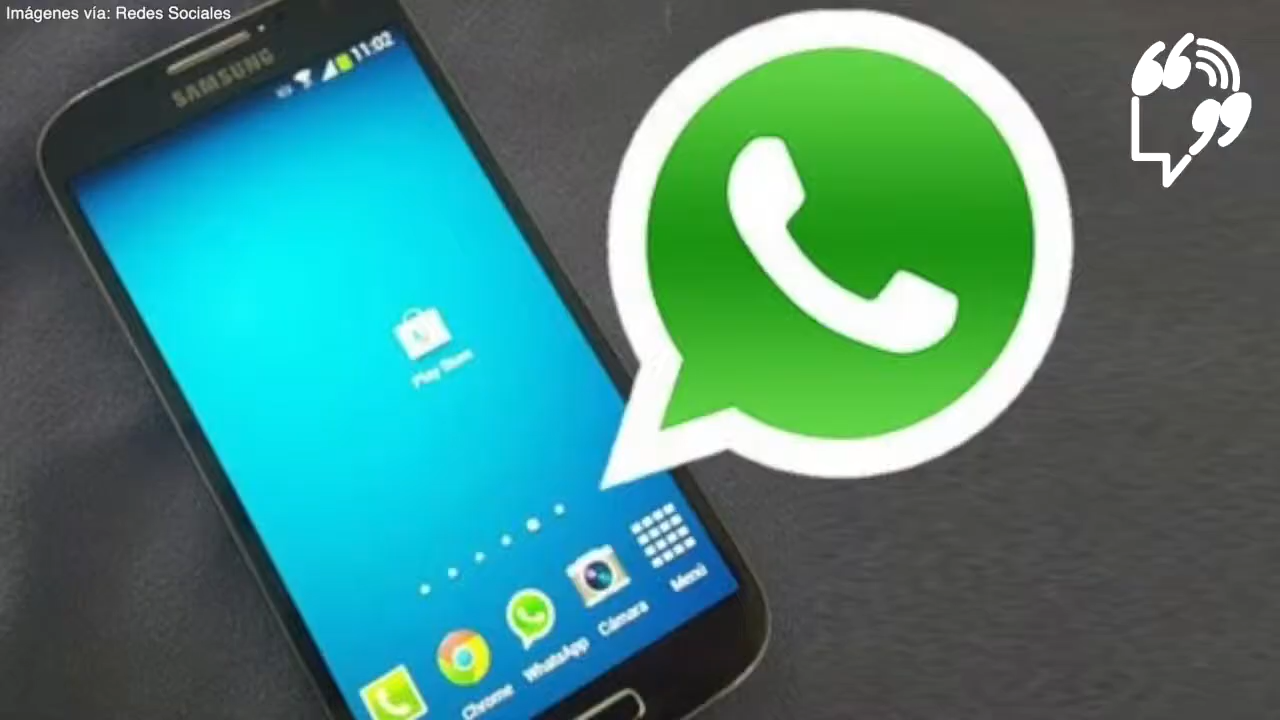 Imágenes vía: Redes Sociales
SAMSUNG
11:02
Play Store
Chrome
WhatsApp
Cámara
Menú